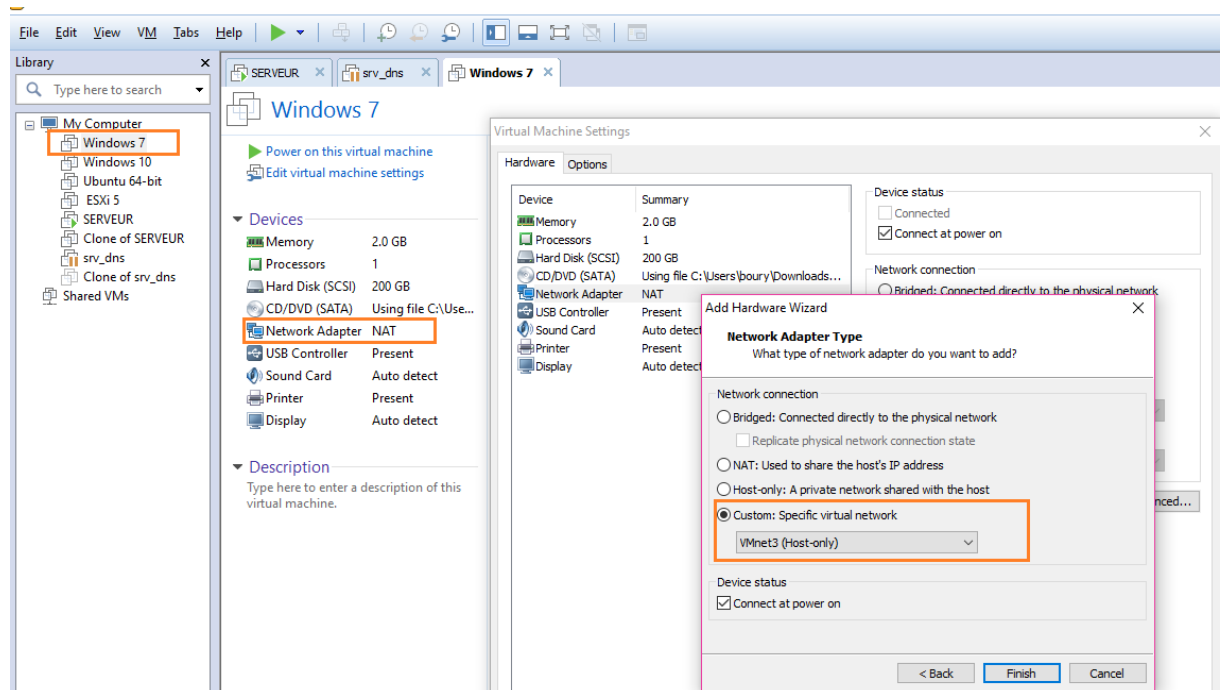 File Edit View VM Tabs Help
Library
Type here to search
My Computer
Windows 7
Windows 10
Ubuntu 64-bit
ESXi 5
SERVEUR
Clone of SERVEUR
srv_dns
Clone of srv_dns
Shared VMs
SERVEUR srv_dns Windows 7
Windows 7
Power on this virtual machine
Edit virtual machine settings
Devices
Memory 2.0 GB
Processors 1
Hard Disk (SCSI) 200 GB
CD/DVD (SATA) Using file C:\Use...
Network Adapter NAT
USB Controller Present
Sound Card Auto detect
Printer Present
Display Auto detect
Description
Type here to enter a description of this
virtual machine.
Virtual Machine Settings
Hardware Options
Device Summary
Memory 2.0 GB
Processors 1
Hard Disk (SCSI) 200 GB
CD/DVD (SATA) Using file C:\Users\boury\Downloads...
Network Adapter NAT
USB Controller Present
Sound Card Auto detect
Printer Present
Display Auto detect
Device status
Connected
Connect at power on
Network connection
Bridged: Connected directly to the physical network
nced...
Add Hardware Wizard
Network Adapter Type
What type of network adapter do you want to add?
Network connection
Bridged: Connected directly to the physical network
Replicate physical network connection state
NAT: Used to share the host's IP address
Host-only: A private network shared with the host
Custom: Specific virtual network
VMnet3 (Host-only)
Device status
Connect at power on
< Back Finish Cancel